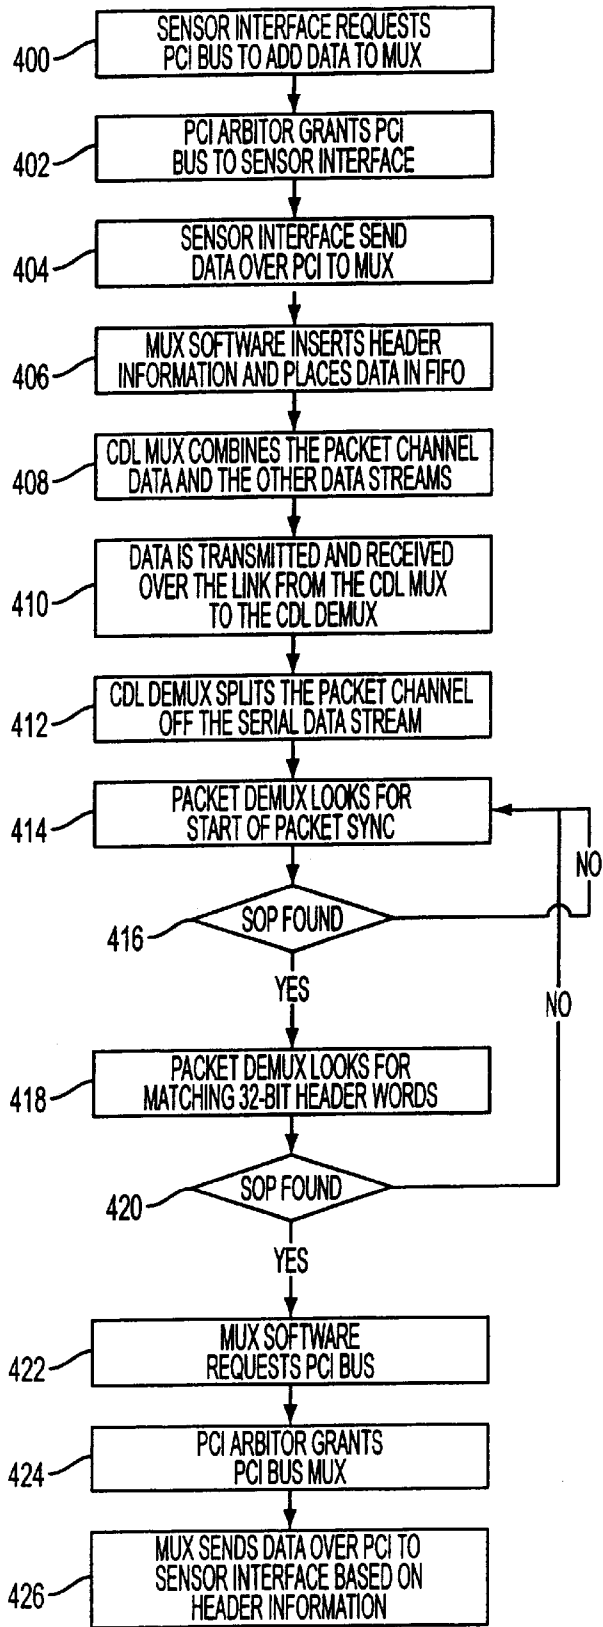 400
SENSOR INTERFACE REQUESTS
PCI BUS TO ADD DATA TO MUX
402
PCI ARBITOR GRANTS PCI
BUS TO SENSOR INTERFACE
404
SENSOR INTERFACE SEND
DATA OVER PCI TO MUX
406
MUX SOFTWARE INSERTS HEADER
INFORMATION AND PLACES DATA IN FIFO
408
CDL MUX COMBINES THE PACKET CHANNEL
DATA AND THE OTHER DATA STREAMS
410
DATA IS TRANSMITTED AND RECEIVED
OVER THE LINK FROM THE CDL MUX
TO THE CDL DEMUX
412
CDL DEMUX SPLITS THE PACKET CHANNEL
OFF THE SERIAL DATA STREAM
414
PACKET DEMUX LOOKS FOR
START OF PACKET SYNC
NO
416
SOP FOUND
YES
NO
418
PACKET DEMUX LOOKS FOR
MATCHING 32-BIT HEADER WORDS
420
SOP FOUND
YES
422
MUX SOFTWARE
REQUESTS PCI BUS
424
PCI ARBITOR GRANTS
PCI BUS MUX
426
MUX SENDS DATA OVER PCI TO
SENSOR INTERFACE BASED ON
HEADER INFORMATION